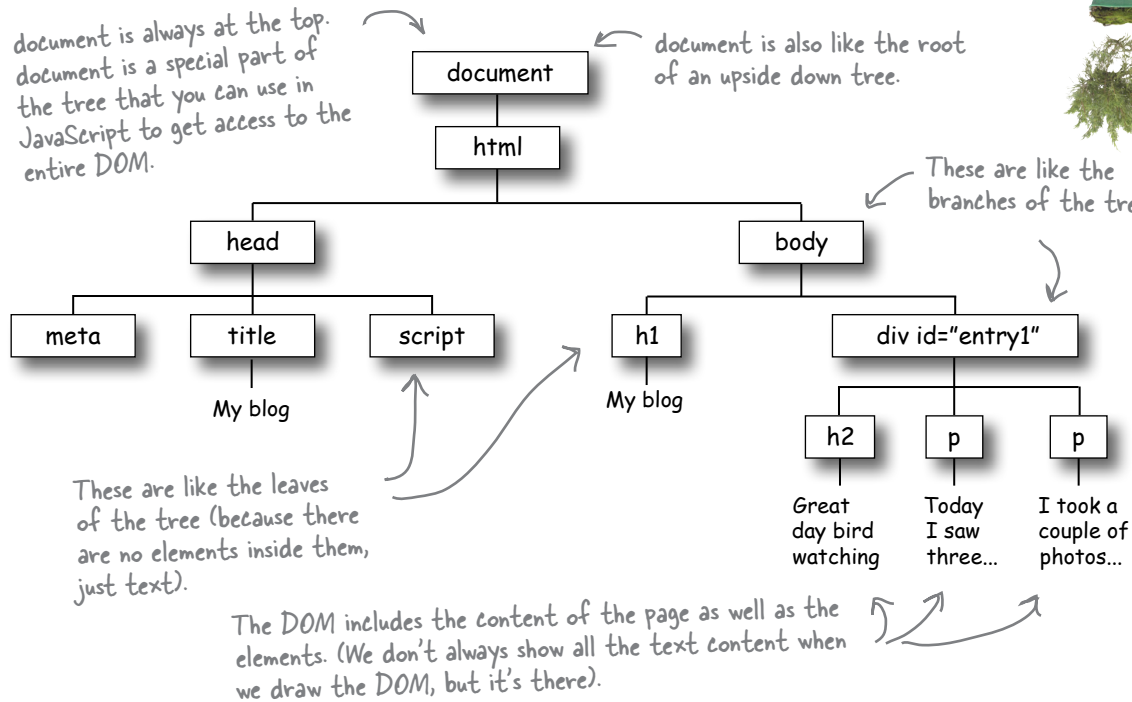 document is always at the top.
document is a special part of
the tree that you can use in
JavaScript to get access to the
entire DOM.
document is also like the root
of an upside down tree.
document
html
These are like the
branches of the tre
head
body
meta
title
script
h1
div id="entry1"
My blog
My blog
h2
p
p
Great
day bird
watching
Today
I saw
three...
I took a
couple of
photos...
These are like the leaves
of the tree (because there
are no elements inside them,
just text).
The DOM includes the content of the page as well as the
elements. (We don't always show all the text content when
we draw the DOM, but it's there).